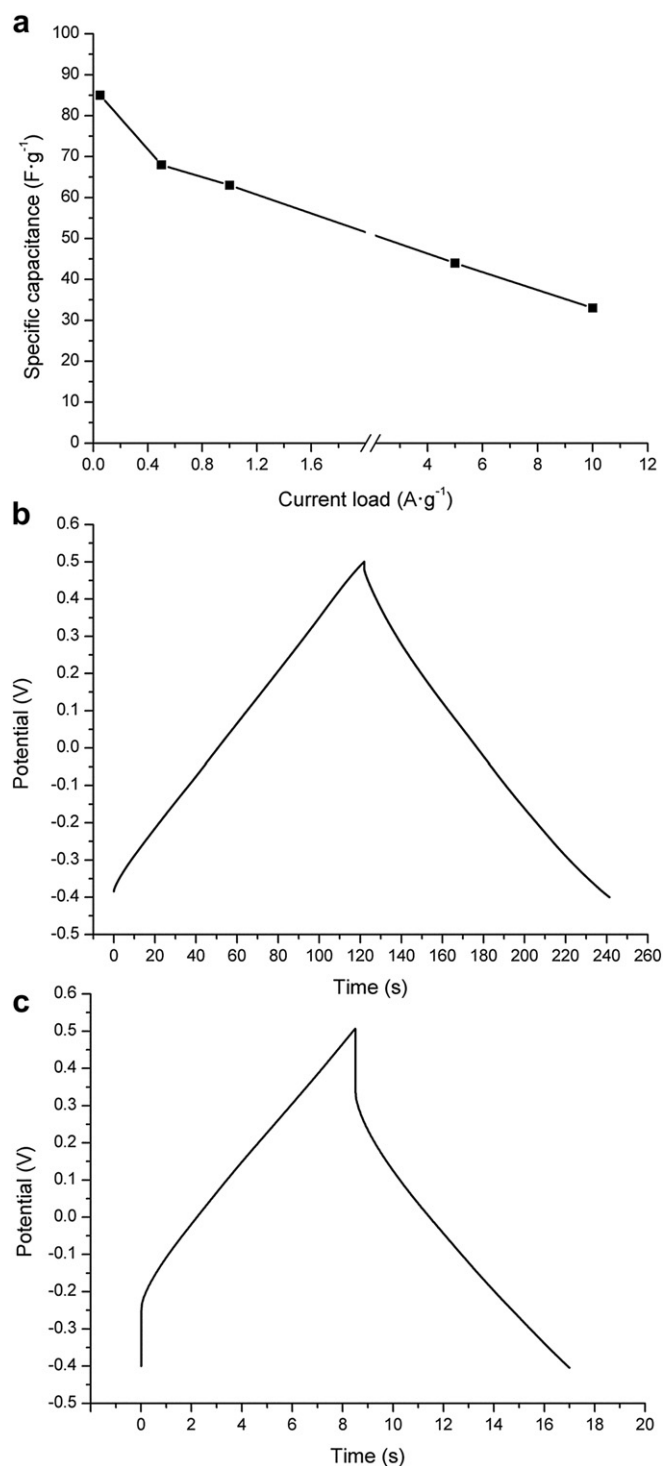 a
100
90
80
70
60
50
40
30
20
10
0
Specific capacitance (F·g⁻¹)
0.0 0.4 0.8 1.2 1.6 4 6 8 10 12
Current load (A·g⁻¹)
b
0.6
0.5
0.4
0.3
0.2
0.1
0.0
-0.1
-0.2
-0.3
-0.4
-0.5
Potential (V)
0 20 40 60 80 100 120 140 160 180 200 220 240 260
Time (s)
c
0.6
0.5
0.4
0.3
0.2
0.1
0.0
-0.1
-0.2
-0.3
-0.4
-0.5
Potential (V)
0 2 4 6 8 10 12 14 16 18 20
Time (s)